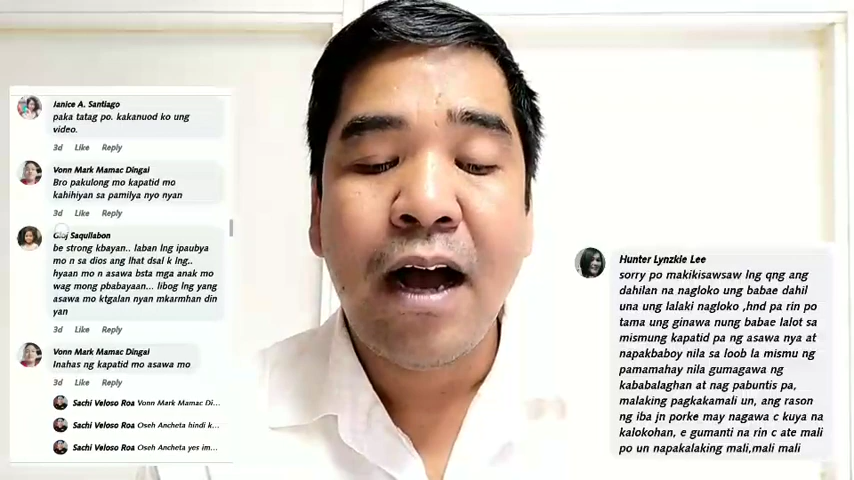 Janice A. Santiago
paka tatag po. kakanuod ko ung
video.
3d Like Reply
Vonn Mark Mamac Dingal
Bro pakulong mo kapatid mo
kahihiyan sa pamilya nyo nyan
3d Like Reply
Saquilabon
be strong kbayan.. laban lng ipaubya
mo n sa dios ang lhat dsal k lng..
hyaan mo n asawa bsta mga anak mo
wag mong pbabayaan... libog lng yang
asawa mo ktgalan nyan mkarmhan din
yan
3d Like Reply
Vonn Mark Mamac Dingal
Inahas ng kapatid mo asawa mo
3d Like Reply
Sachi Veloso Roa Vonn Mark Mamac Di...
Sachi Veloso Roa Oseh Ancheta hindi k...
Sachi Veloso Roa Oseh Ancheta yes im...
Hunter Lynzkie Lee
sorry po makikisawsaw lng qng ang
dahilan na nagloko ung babae dahil
una ung lalaki nagloko ,hnd pa rin po
tama ung ginawa nung babae lalot sa
mismung kapatid pa ng asawa nya at
napakbaboy nila sa loob la mismu ng
pamamahay nila gumagawa ng
kababalaghan at nag pabuntis pa,
malaking pagkakamali un, ang rason
ng iba jn porke may nagawa c kuya na
kalokohan, e gumanti na rin c ate mali
po un napakalaking mali,mali mali